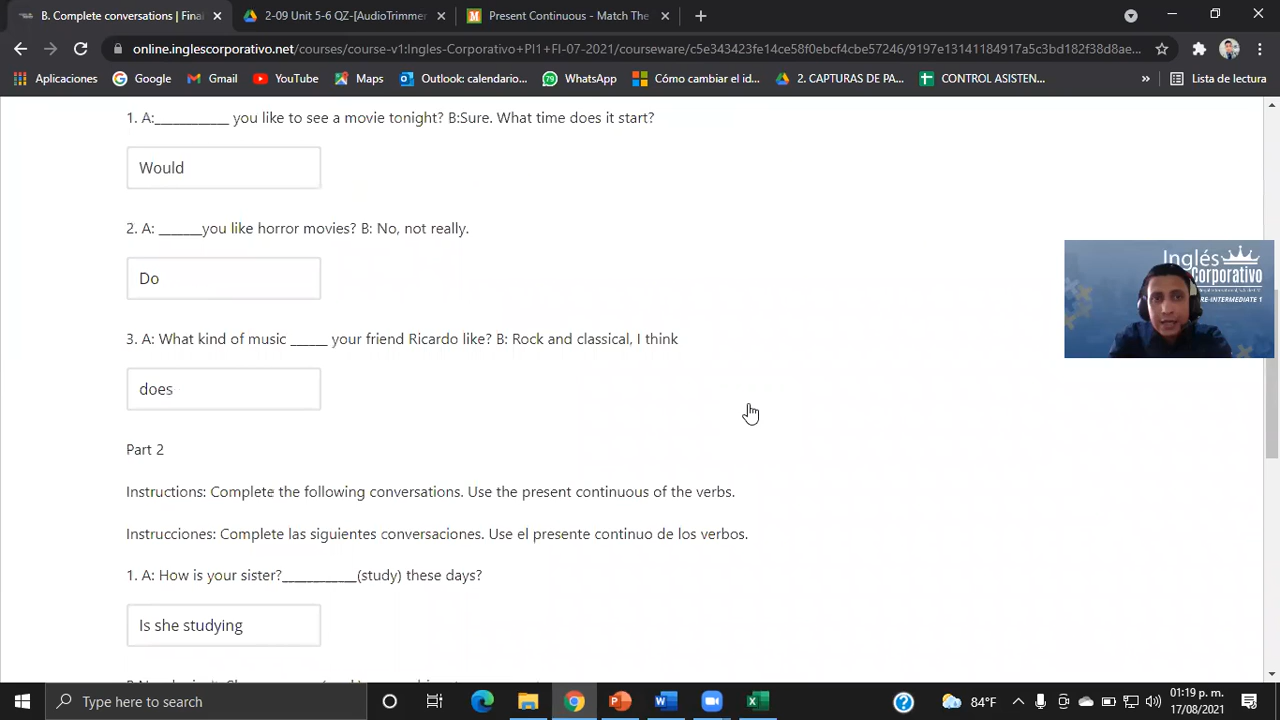 B. Complete conversations | Fina
2-09 Unit 5-6 QZ-[AudioTrimmer
Present Continuous - Match The
online.inglescorporativo.net/courses/course-v1:Ingles-Corporativo+PI1+FI-07-2021/courseware/c5e343423fe14ce58f0ebcf4cbe57246/9197e13141184917a5c3bd182f38d8ae...
Aplicaciones Google Gmail YouTube Maps Outlook: calendario... WhatsApp Cómo cambiar el id... 2. CAPTURAS DE PA... CONTROL ASISTEN... » Lista de lectura
1. A:____________ you like to see a movie tonight? B:Sure. What time does it start?
Would
2. A: _______you like horror movies? B: No, not really.
Do
Inglés
Corporativo
RE-INTERMEDIATE 1
3. A: What kind of music ______ your friend Ricardo like? B: Rock and classical, I think
does
Part 2
Instructions: Complete the following conversations. Use the present continuous of the verbs.
Instrucciones: Complete las siguientes conversaciones. Use el presente continuo de los verbos.
1. A: How is your sister?____________(study) these days?
Is she studying
Type here to search
84°F
01:19 p. m.
17/08/2021